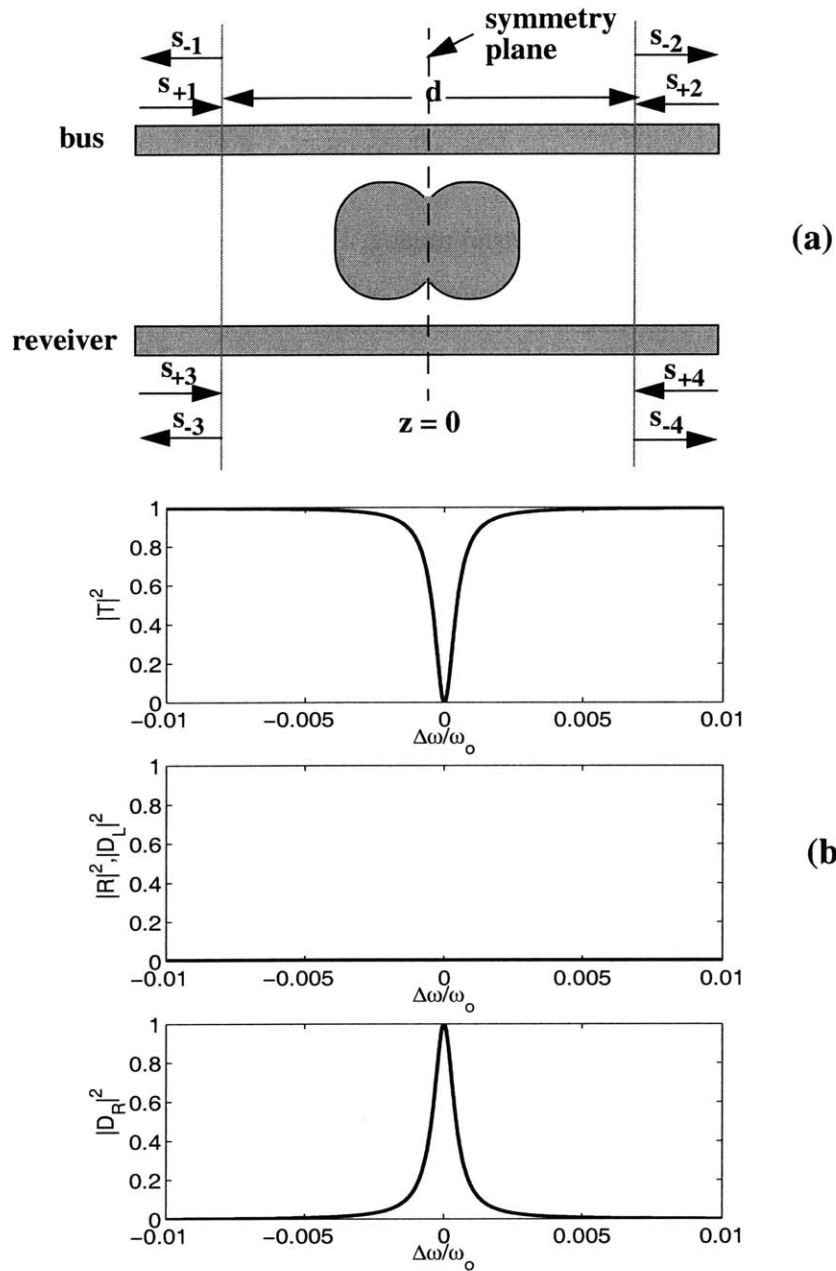 symmetry
plane
s-1
s-2
s+1
d
s+2
bus
(a)
reveiver
s+3
s+4
s-3
z = 0
s-4
1
0.8
0.6
0.4
0.2
0
|T|²
-0.01 -0.005 0 0.005 0.01
Δω/ωo
1
0.8
0.6
0.4
0.2
0
|R|²,|DL|²
-0.01 -0.005 0 0.005 0.01
Δω/ωo
(b
1
0.8
0.6
0.4
0.2
0
|DR|²
-0.01 -0.005 0 0.005 0.01
Δω/ωo